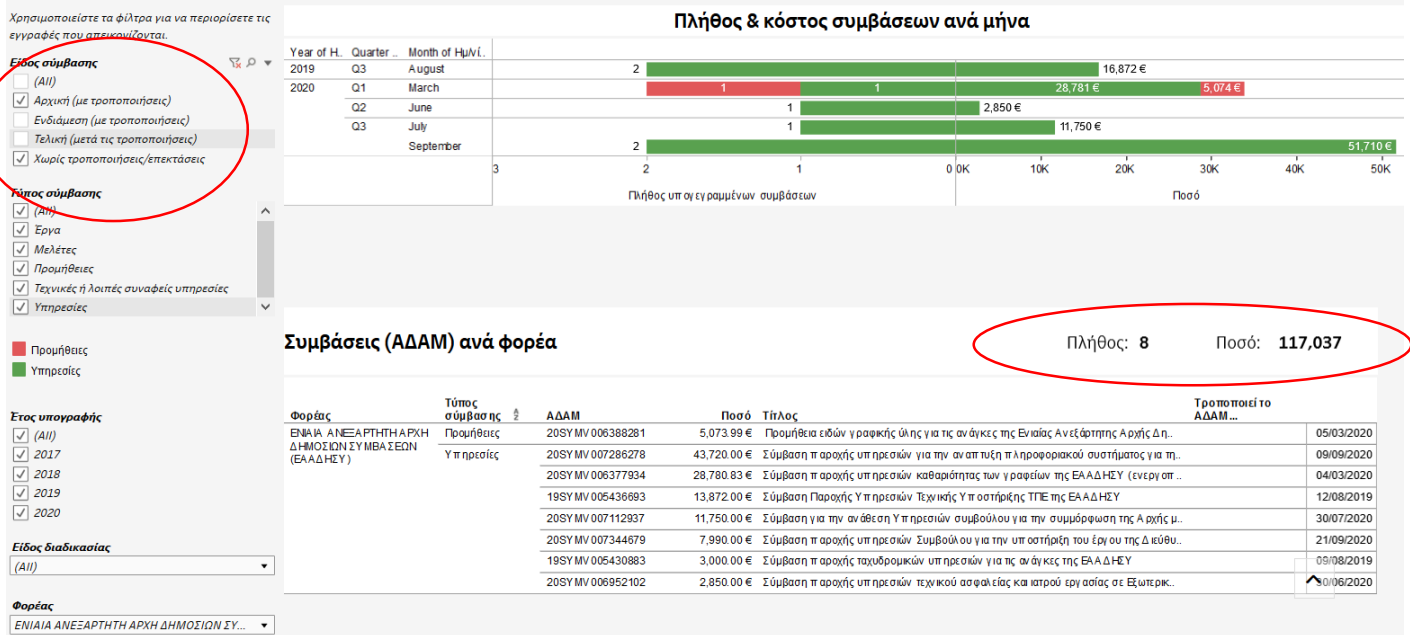 Χρησιμοποιείστε τα φίλτρα για να περιορίσετε τις
εγγραφές που απεικονίζονται.
Είδος σύμβασης
(All)
Αρχική (με τροποποιήσεις)
Ενδιάμεση (με τροποποιήσεις)
Τελική (μετά τις τροποποιήσεις)
Χωρίς τροποποιήσεις/επεκτάσεις
Τύπος σύμβασης
(All)
Έργα
Μελέτες
Προμήθειες
Τεχνικές ή λοιπές συναφείς υπηρεσίες
Υπηρεσίες
Προμήθειες
Υπηρεσίες
Έτος υπογραφής
(All)
2017
2018
2019
2020
Είδος διαδικασίας
(All)
Φορέας
ΕΝΙΑΙΑ ΑΝΕΞΑΡΤΗΤΗ ΑΡΧΗ ΔΗΜΟΣΙΩΝ ΣΥ...
Πλήθος & κόστος συμβάσεων ανά μήνα
Year of H.. Quarter .. Month of Ημ/νί..
2019 Q3 August 2 16,872 €
2020 Q1 March 1 1 28,781 € 5,074 €
Q2 June 1 2,850 €
Q3 July 1 11,750 €
September 2 51,710 €
3 2 1 0 0K 10K 20K 30K 40K 50K
Πλήθος υπογεγραμμένων συμβάσεων Ποσό
Συμβάσεις (ΑΔΑΜ) ανά φορέα Πλήθος: 8 Ποσό: 117,037
Φορέας Τύπος σύμβασης ΑΔΑΜ Ποσό Τίτλος Τροποποιεί το ΑΔΑΜ...
ΕΝΙΑΙΑ ΑΝΕΞΑΡΤΗΤΗ ΑΡΧΗ Προμήθειες 20SYMV006388281 5,073.99 € Προμήθεια ειδών γραφικής ύλης για τις ανάγκες της Ενιαίας Ανεξάρτητης Αρχής Δη.. 05/03/2020
ΔΗΜΟΣΙΩΝ ΣΥΜΒΑΣΕΩΝ
(ΕΑΑΔΗΣΥ) Υπηρεσίες 20SYMV007286278 43,720.00 € Σύμβαση παροχής υπηρεσιών για την αναπτυξη πληροφοριακού συστήματος για τη.. 09/09/2020
20SYMV006377934 28,780.83 € Σύμβαση παροχής υπηρεσιών καθαριότητας των γραφείων της ΕΑΑΔΗΣΥ (ενεργοπ.. 04/03/2020
19SYMV005436693 13,872.00 € Σύμβαση Παροχής Υπηρεσιών Τεχνικής Υποστήριξης ΤΠΕ της ΕΑΑΔΗΣΥ 12/08/2019
20SYMV007112937 11,750.00 € Σύμβαση για την ανάθεση Υπηρεσιών συμβούλου για την συμμόρφωση της Αρχής μ.. 30/07/2020
20SYMV007344679 7,990.00 € Σύμβαση παροχής υπηρεσιών Συμβούλου για την υποστήριξη του έργου της Διεύθυ.. 21/09/2020
19SYMV005430883 3,000.00 € Σύμβαση παροχής ταχυδρομικών υπηρεσιών για τις ανάγκες της ΕΑΑΔΗΣΥ 09/08/2019
20SYMV006952102 2,850.00 € Σύμβαση παροχής υπηρεσιών τεχνικού ασφαλείας και ιατρού εργασίας σε Εξωτερικ.. 30/06/2020